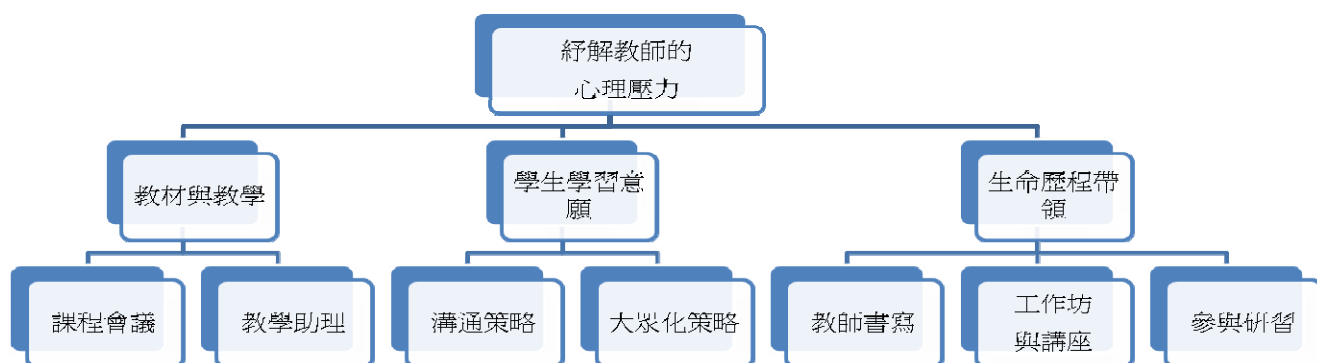 紓解教師的
心理壓力
教材與教學
學生學習意
願
生命歷程帶
領
課程會議
教學助理
溝通策略
大眾化策略
教師書寫
工作坊
與講座
參與研習